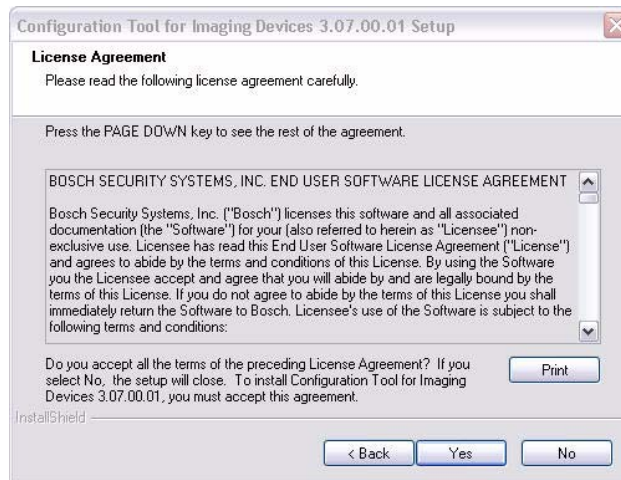 Configuration Tool for Imaging Devices 3.07.00.01 Setup
License Agreement
Please read the following license agreement carefully.
Press the PAGE DOWN key to see the rest of the agreement.
BOSCH SECURITY SYSTEMS, INC. END USER SOFTWARE LICENSE AGREEMENT
Bosch Security Systems, Inc. ("Bosch") licenses this software and all associated
documentation (the "Software") for your (also referred to herein as "Licensee") non-
exclusive use. Licensee has read this End User Software License Agreement ("License")
and agrees to abide by the terms and conditions of this License. By using the Software
you the Licensee accept and agree that you will abide by and are legally bound by the
terms of this License. If you do not agree to abide by the terms of this License you shall
immediately return the Software to Bosch. Licensee's use of the Software is subject to the
following terms and conditions:
Do you accept all the terms of the preceding License Agreement? If you
select No, the setup will close. To install Configuration Tool for Imaging
Devices 3.07.00.01, you must accept this agreement.
Print
InstallShield
< Back
Yes
No